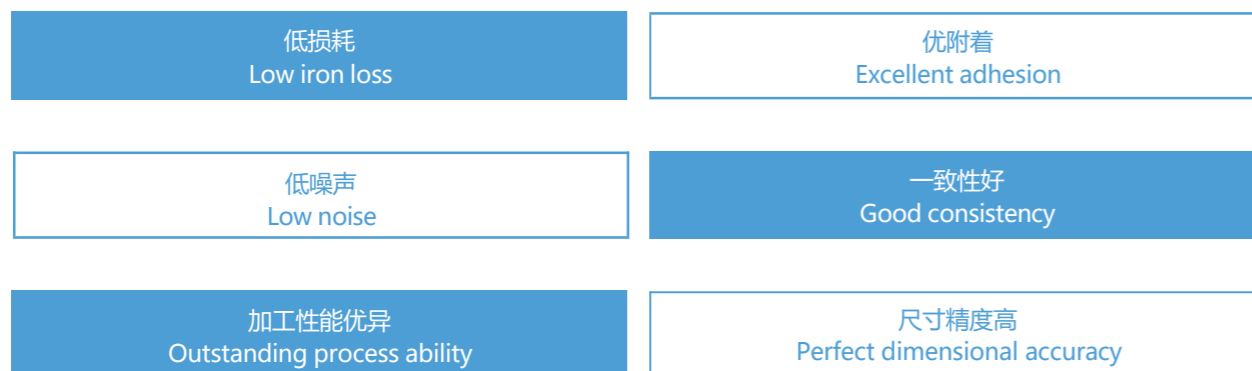 低损耗
Low iron loss
优附着
Excellent adhesion
低噪声
Low noise
一致性好
Good consistency
加工性能优异
Outstanding process ability
尺寸精度高
Perfect dimensional accuracy